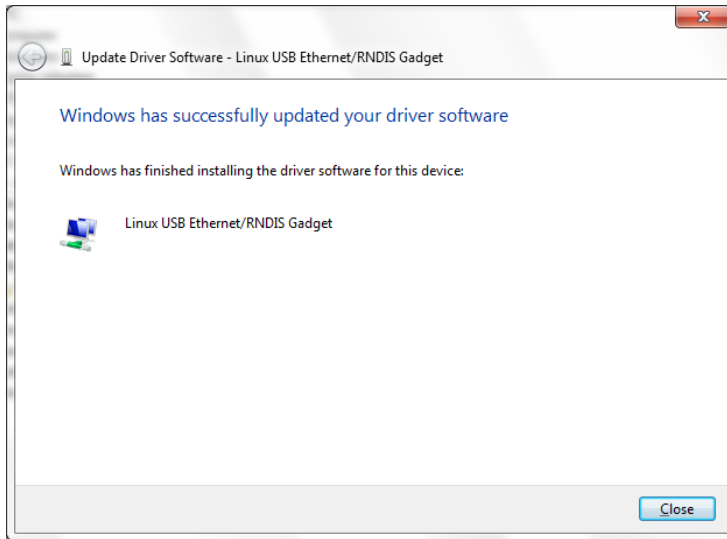 Update Driver Software - Linux USB Ethernet/RNDIS Gadget
Windows has successfully updated your driver software
Windows has finished installing the driver software for this device:
Linux USB Ethernet/RNDIS Gadget
Close